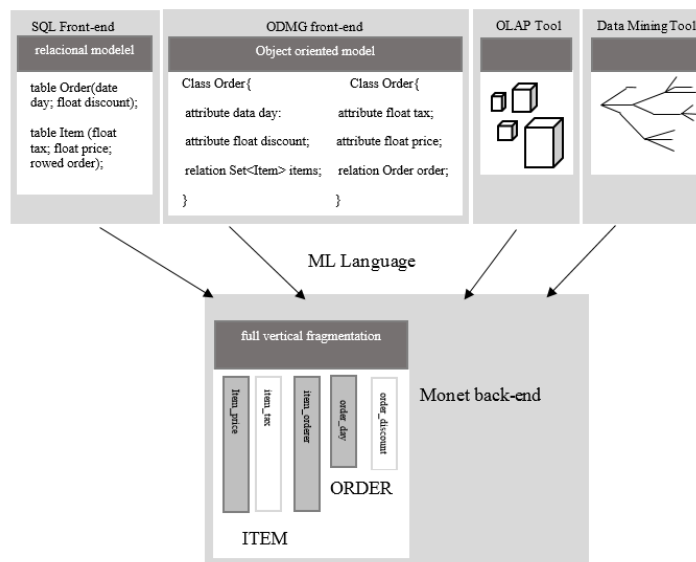 SQL Front-end
relacional modelel
table Order(date
day; float discount);
table Item (float
tax; float price;
rowed order);
ODMG front-end
Object oriented model
Class Order{
attribute data day:
attribute float discount;
relation Set<Item> items;
}
Class Order{
attribute float tax;
attribute float price;
relation Order order;
}
OLAP Tool
Data Mining Tool
ML Language
full vertical fragmentation
Item_price
item_tax
item_orderer
order_day
order_discount
Monet back-end
ORDER
ITEM